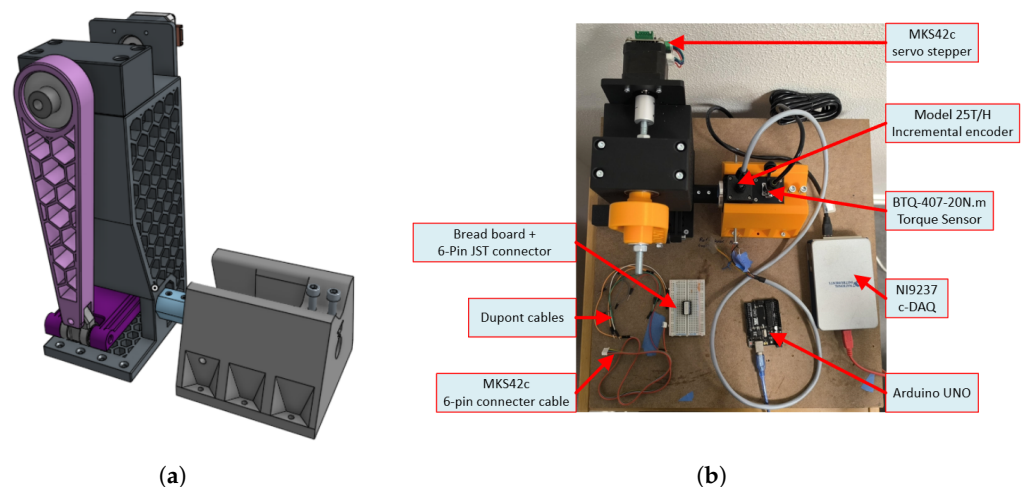 MKS42c
servo stepper
Model 25T/H
Incremental encoder
BTQ-407-20N.m
Torque Sensor
Bread board +
6-Pin JST connector
NI9237
c-DAQ
Dupont cables
MKS42c
6-pin connecter cable
Arduino UNO
(a)
(b)